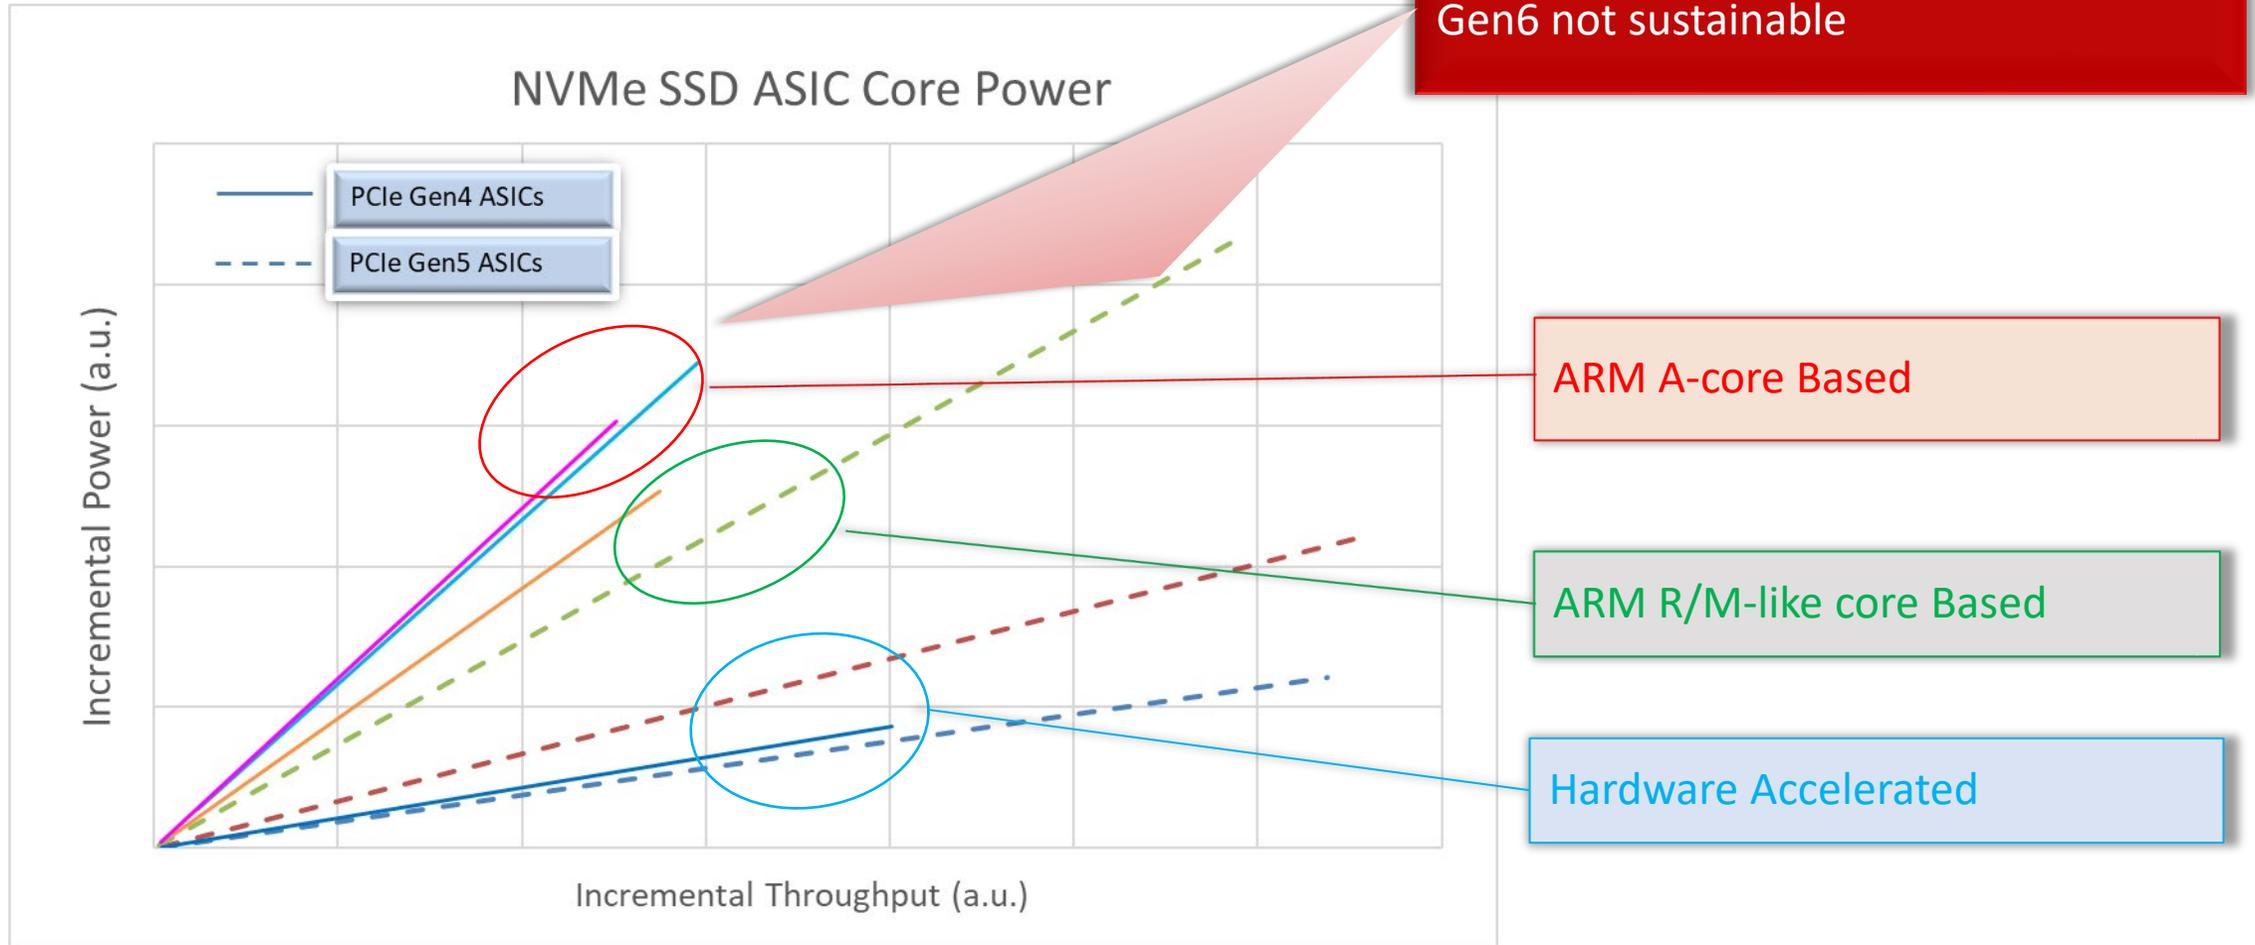 Gen6 not sustainable
NVMe SSD ASIC Core Power
PCIe Gen4 ASICs
PCIe Gen5 ASICs
Incremental Power (a.u.)
ARM A-core Based
ARM R/M-like core Based
Hardware Accelerated
Incremental Throughput (a.u.)